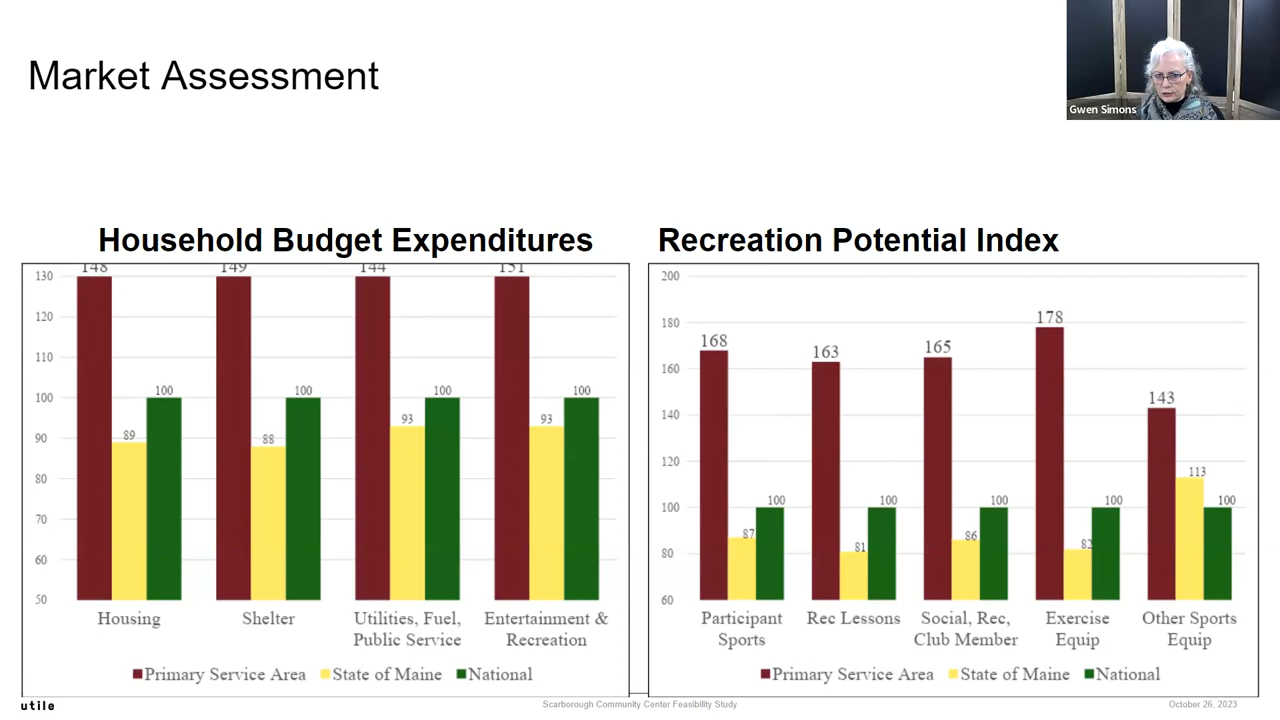 Market Assessment
Gwen Simons
Household Budget Expenditures
148 149 144 151
130
120
110
100
90
80
70
60
50
89 100 88 100 93 100 93 100
Housing Shelter Utilities, Fuel, Public Service Entertainment & Recreation
Primary Service Area State of Maine National
Recreation Potential Index
200
180
160
140
120
100
80
60
168 87 100 163 81 100 165 86 100 178 82 100 143 113 100
Participant Sports Rec Lessons Social, Rec, Club Member Exercise Equip Other Sports Equip
Primary Service Area State of Maine National
utile
Scarborough Community Center Feasibility Study
October 26, 2023